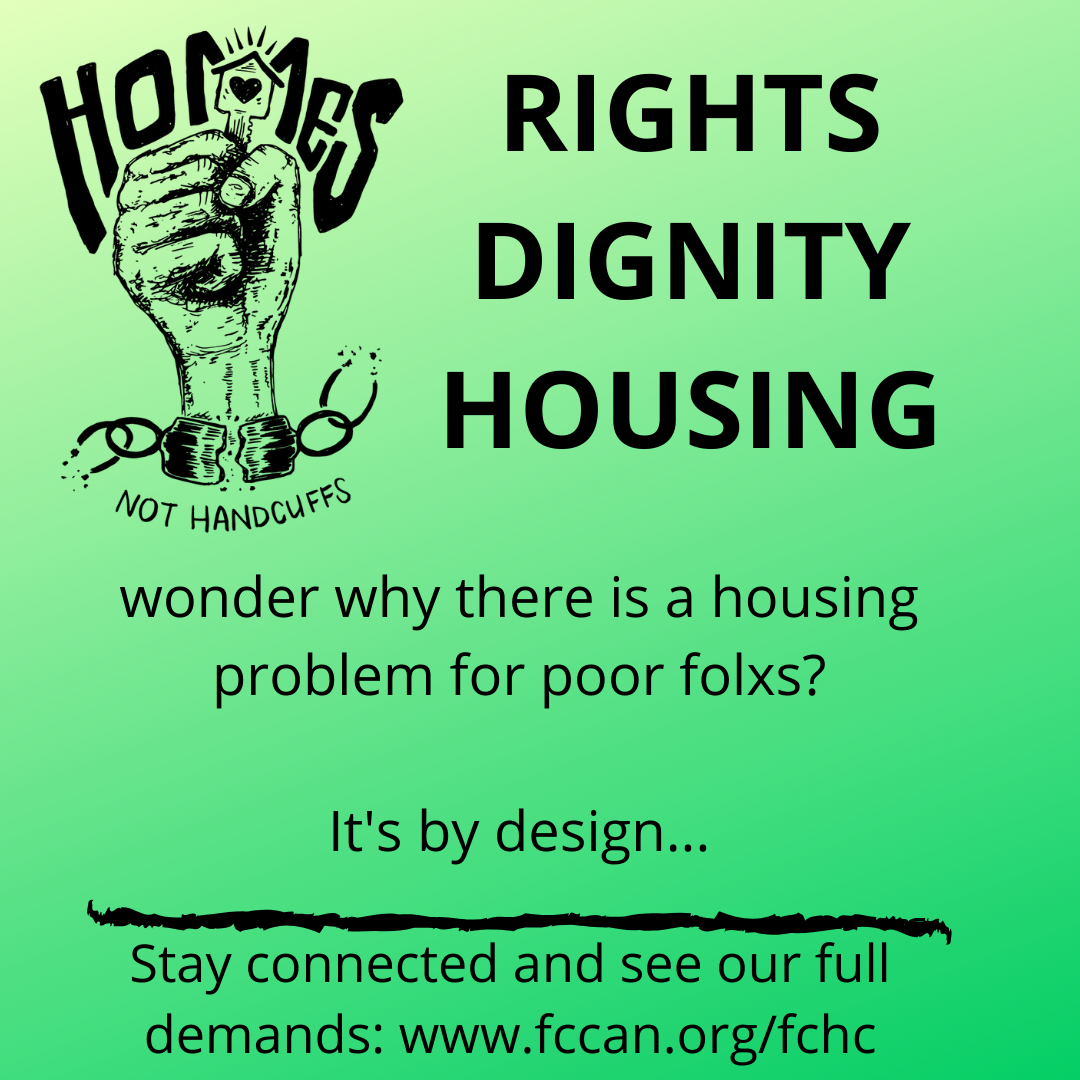 HOMES
NOT HANDCUFFS
RIGHTS
DIGNITY
HOUSING
wonder why there is a housing
problem for poor folxs?
It's by design...
Stay connected and see our full
demands: www.fccan.org/fchc